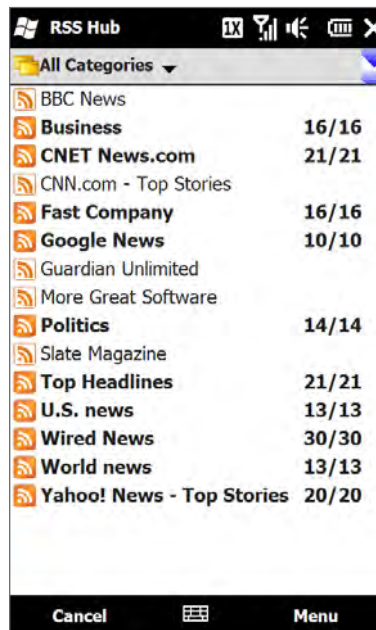 RSS Hub 1X
All Categories
BBC News
Business 16/16
CNET News.com 21/21
CNN.com - Top Stories
Fast Company 16/16
Google News 10/10
Guardian Unlimited
More Great Software
Politics 14/14
Slate Magazine
Top Headlines 21/21
U.S. news 13/13
Wired News 30/30
World news 13/13
Yahoo! News - Top Stories 20/20
Cancel Menu